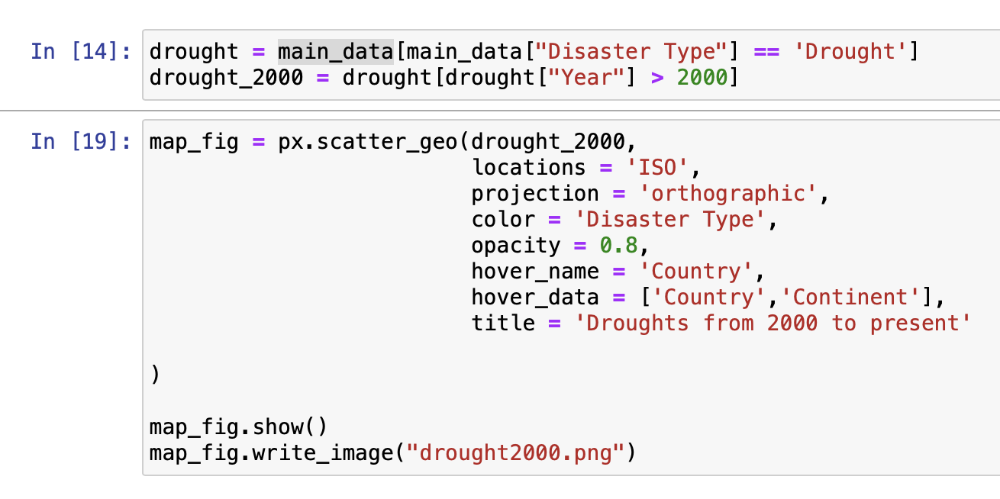 In [14]: drought = main_data[main_data["Disaster Type"] == 'Drought']
drought_2000 = drought[drought["Year"] > 2000]
In [19]: map_fig = px.scatter_geo(drought_2000,
locations = 'ISO',
projection = 'orthographic',
color = 'Disaster Type',
opacity = 0.8,
hover_name = 'Country',
hover_data = ['Country','Continent'],
title = 'Droughts from 2000 to present'
)
map_fig.show()
map_fig.write_image("drought2000.png")